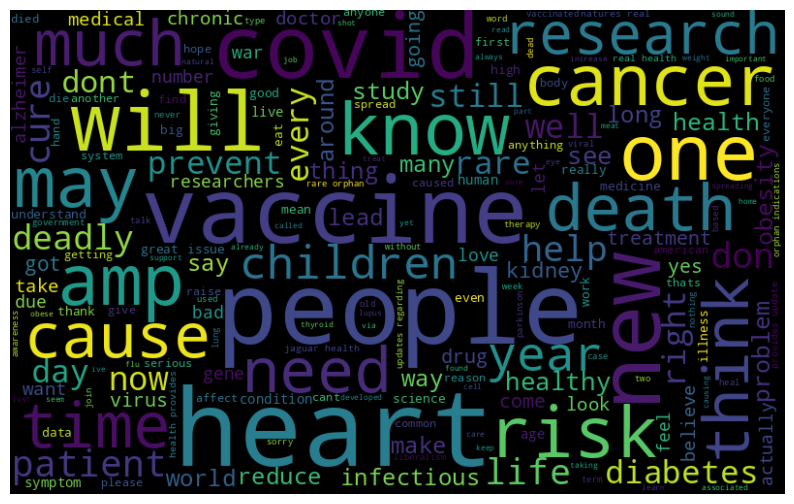 died
medical
chronic
type
doctor
anyone
shot
word
read
vaccinated
natures real
sound
much
covid
research
war
going
first
always
dead
increase
real health
weight
important
hope
natural
self
job
dont
number
find
high
body
food
alzheimer
cure
die
another
giving
good
live
spread
study
still
cancer
hand
never
big
eat
around
know
part
meat
everyone
will
every
anything
well
long
health
one
system
prevent
thing
many
rare
see
viral
eye
spreading
may
researchers
treat
rare orphan
caused
human
let
really
medicine
vaccine
death
understand
government
talk
mean
called
yet
lead
therapy
cure
based
home
obesity
orphan indications
deadly
getting
great issue
already
without
help
treatment
american
don
got
support
say
children
love
kidney
yes
thats
amp
take
due
thank
bad
raise
used
give
people
even
old
lupus
via
week
work
parkinson
month
new
think
right
illness
nothing
problem
provides update
awareness
obese
cause
lung
thyroid
updates regarding
drug
year
case
two
day
need
jaguar health
way
reason
found
healthy
feel
believe
actually
want
now
ive
flu
serious
gene
cant
developed
science
cell
come
look
causing
heal
virus
affect
condition
time
heart
risk
lost
seem
join
health provides
data
common
age
sorry
make
liberalism
care
keep
patient
world
reduce
infectious
life
taking
term
learn
diabetes
associated
symptom
please